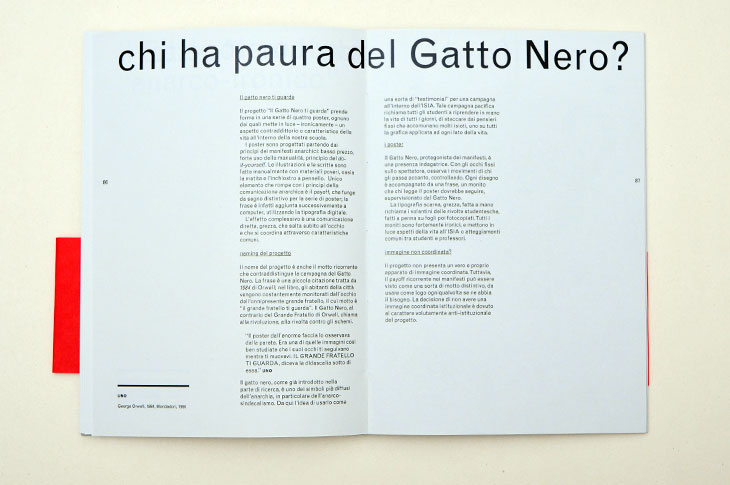 chi ha paura del Gatto Nero?
86
Il gatto nero ti guarda
Il progetto "Il Gatto Nero ti guarda" prende
forma in una serie di quattro poster, ognuno
dei quali mette in luce – ironicamente – un
aspetto contraddittorio o caratteristico della
vita all'interno della nostra scuola.
I poster sono progettati partendo dai
principi dei manifesti anarchici: basso prezzo,
forte uso della manualità, principio del do-
it-yourself. Le illustrazioni e le scritte sono
fatte manualmente con materiali poveri, ossia
la matita e l'inchiostro a pennello. Unico
elemento che rompe con i principi della
comunicazione anarchica è il payoff, che funge
da segno distintivo per la serie di poster, la
frase è infatti aggiunta successivamente a
computer, utilizzando la tipografia digitale.
L'effetto complessivo è una comunicazione
diretta, grezza, che salta subito all'occhio
e che si coordina attraverso caratteristiche
comuni.
naming del progetto
Il nome del progetto è anche il motto ricorrente
che contraddistingue la campagna del Gatto
Nero. La frase è una piccola citazione tratta da
1984 di Orwell; nel libro, gli abitanti della città
vengono costantemente monitorati dall'occhio
dell'onnipresente grande fratello, il cui motto è
"il grande fratello ti guarda". Il Gatto Nero, al
contrario del Grande Fratello di Orwell, chiama
alla rivoluzione, alla rivolta contro gli schemi.
"Il poster dall'enorme faccia lo osservava
dalla parete. Era una di quelle immagini così
ben studiate che i suoi occhi ti seguivano
mentre ti muovevi. IL GRANDE FRATELLO
TI GUARDA, diceva la didascalia sotto di
essa." UNO
Il gatto nero, come già introdotto nella
parte di ricerca, è uno dei simboli più diffusi
dell'anarchia, in particolare dell'anarco-
sindacalismo. Da qui l'idea di usarlo come
UNO
George Orwell, 1984, Mondadori, 1950
una sorta di "testimonial" per una campagna
all'interno dell'ISIA. Tale campagna pacifica
richiama tutti gli studenti a riprendere in mano
la vita di tutti i giorni, di staccare dai pensieri
fissi che accomunano molti isioti, uno su tutti
la grafica applicata ad ogni lato della vita.
i poster
Il Gatto Nero, protagonista dei manifesti, è
una presenza indagatrice. Con gli occhi fissi
sullo spettatore, osserva i movimenti di chi
gli passa accanto, controllando. Ogni disegno
è accompagnato da una frase, un monito
che chi legge il poster dovrebbe seguire,
supervisionato dal Gatto Nero.
La tipografia scarna, grezza, fatta a mano
richiama i volantini delle rivolte studentesche,
fatti a penna su fogli poi fotocopiati. Tutti i
moniti sono fortemente ironici, e mettono in
luce aspetti della vita all'ISIA o atteggiamenti
comuni tra studenti e professori.
immagine non coordinata?
Il progetto non presenta un vero e proprio
apparato di immagine coordinata. Tuttavia,
il payoff ricorrente nei manifesti può essere
visto come una sorta di motto distintivo, da
usare come logo ogniqualvolta se ne abbia
il bisogno. La decisione di non avere una
immagine coordinata istituzionale è dovuto
al carattere volutamente anti-istituzionale
del progetto.
87